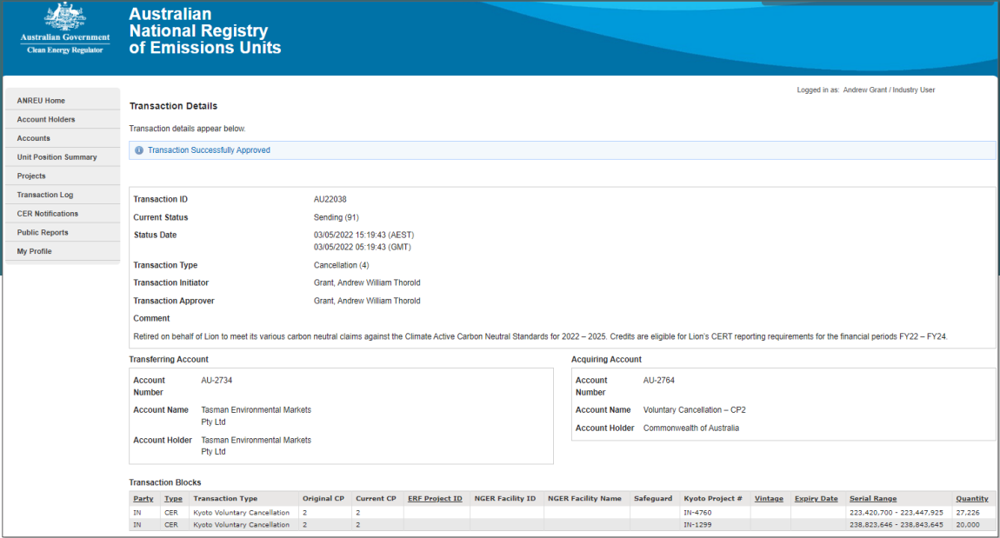 Australian Government
Clean Energy Regulator
Australian
National Registry
of Emissions Units
Logged in as: Andrew Grant / Industry User
ANREU Home
Account Holders
Accounts
Unit Position Summary
Projects
Transaction Log
CER Notifications
Public Reports
My Profile
Transaction Details
Transaction details appear below.
Transaction Successfully Approved
Transaction ID AU22038
Current Status Sending (91)
Status Date 03/05/2022 15:19:43 (AEST)
03/05/2022 05:19:43 (GMT)
Transaction Type Cancellation (4)
Transaction Initiator Grant, Andrew William Thorold
Transaction Approver Grant, Andrew William Thorold
Comment
Retired on behalf of Lion to meet its various carbon neutral claims against the Climate Active Carbon Neutral Standards for 2022 – 2025. Credits are eligible for Lion's CERT reporting requirements for the financial periods FY22 – FY24.
Transferring Account
Account Number AU-2734
Account Name Tasman Environmental Markets
Pty Ltd
Account Holder Tasman Environmental Markets
Pty Ltd
Acquiring Account
Account Number AU-2764
Account Name Voluntary Cancellation – CP2
Account Holder Commonwealth of Australia
Transaction Blocks
Party Type Transaction Type Original CP Current CP ERF Project ID NGER Facility ID NGER Facility Name Safeguard Kyoto Project # Vintage Expiry Date Serial Range Quantity
IN CER Kyoto Voluntary Cancellation 2 2 IN-4760 223,420,700 - 223,447,925 27,226
IN CER Kyoto Voluntary Cancellation 2 2 IN-1299 238,823,646 - 238,843,645 20,000